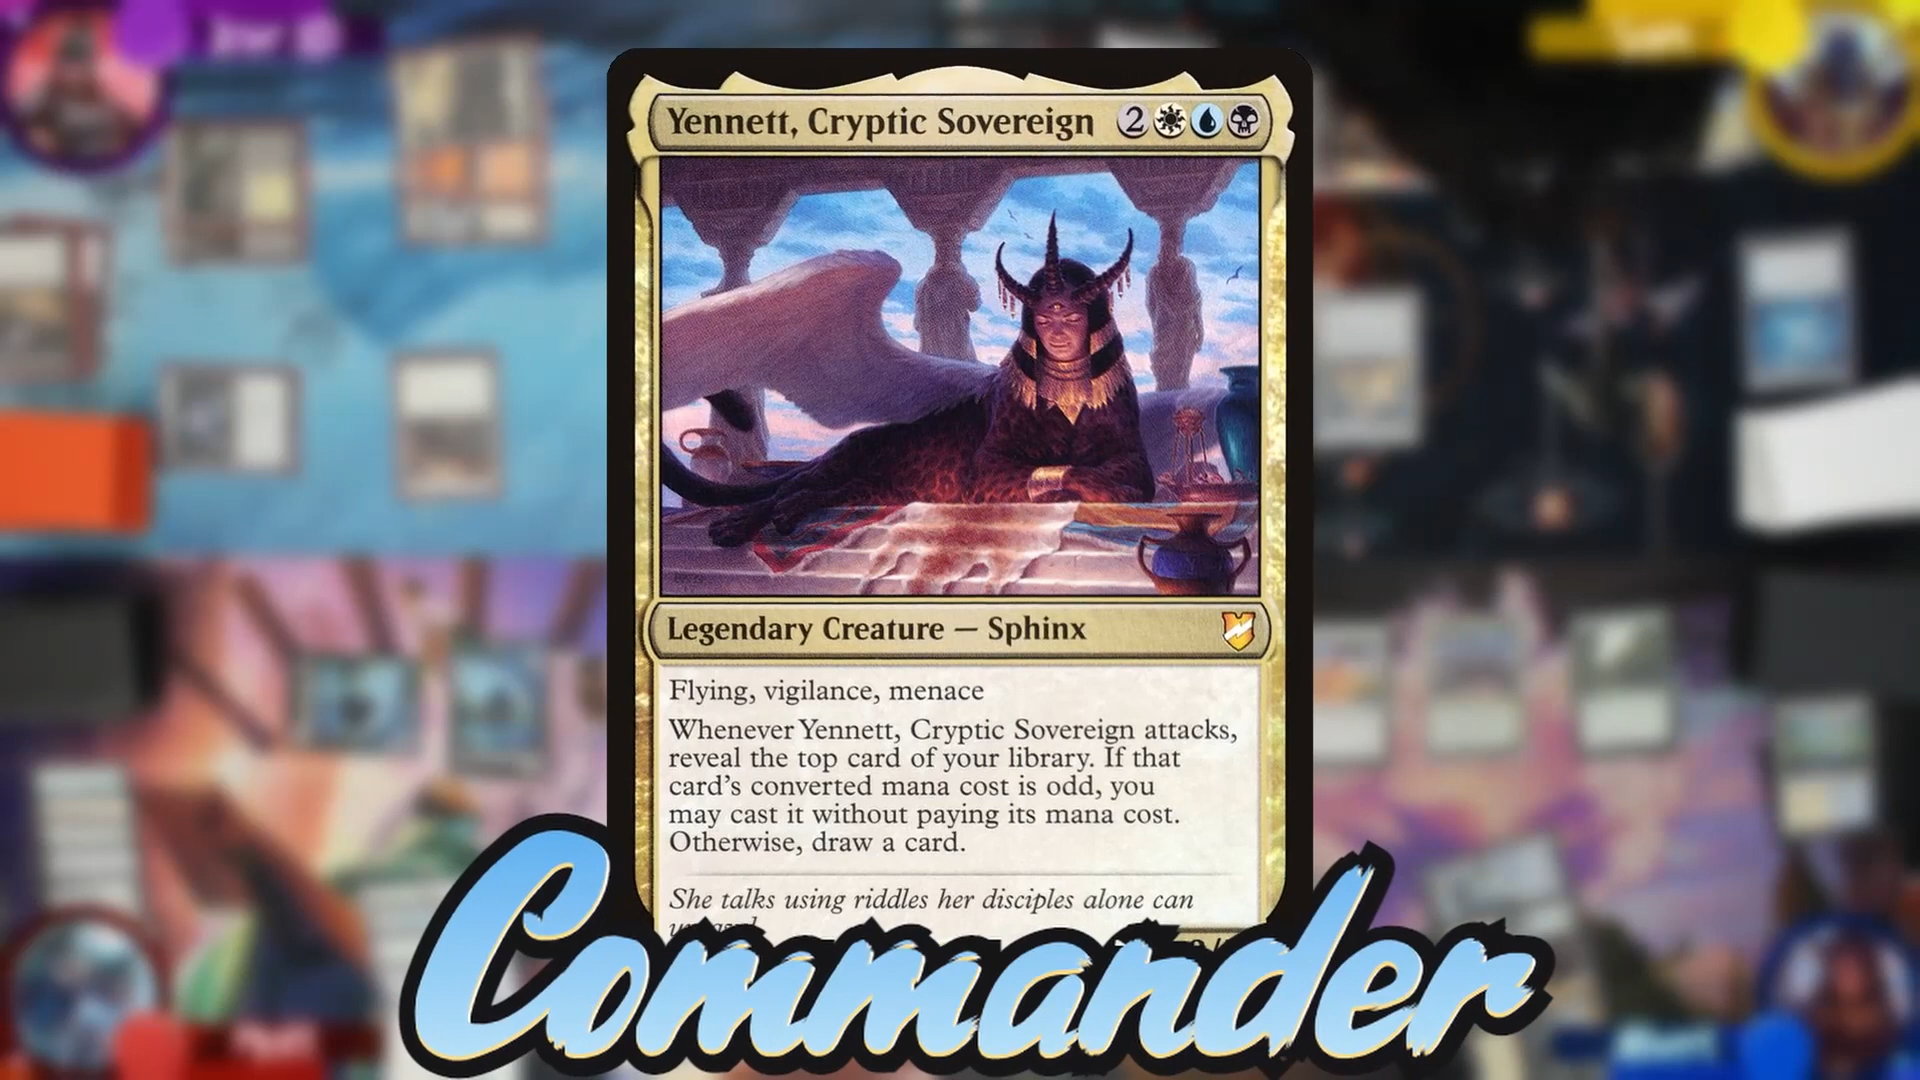 Yennett, Cryptic Sovereign 2
Legendary Creature — Sphinx
Flying, vigilance, menace
Whenever Yennett, Cryptic Sovereign attacks,
reveal the top card of your library. If that
card's converted mana cost is odd, you
may cast it without paying its mana cost.
Otherwise, draw a card.
She talks using riddles her disciples alone can
Commander